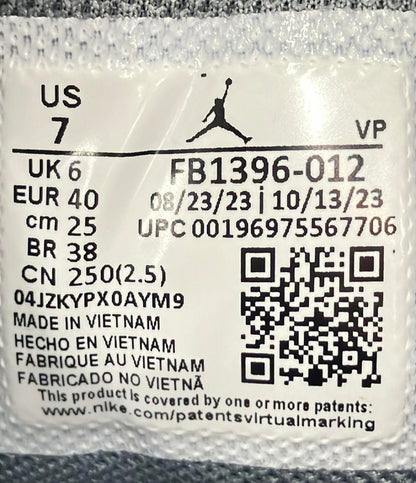 US
7
VP
UK 6
EUR 40
cm 25
BR 38
CN 250(2.5)
FB1396-012
08/23/23 | 10/13/23
UPC 00196975567706
04JZKYPX0AYM9
MADE IN VIETNAM
HECHO EN VIETNAM
FABRIQUE AU VIETNAM
FABRICADO NO VIETNÃ
This product is covered by one or more patents:
www.nike.com/patentsvirtualmarking